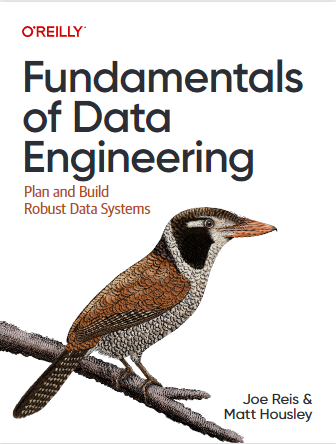 O'REILLY
Fundamentals
of Data
Engineering
Plan and Build
Robust Data Systems
Joe Reis &
Matt Housley